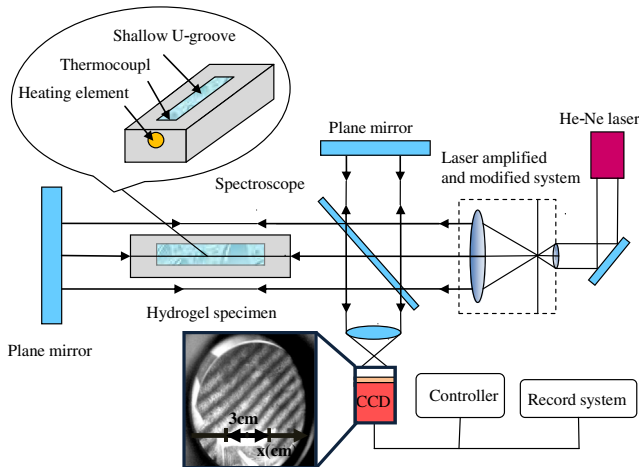 Shallow U-groove
Thermocoupl
Heating element
Plane mirror
He-Ne laser
Laser amplified
and modified system
Spectroscope
Hydrogel specimen
Plane mirror
3cm
x(cm)
CCD
Controller
Record system